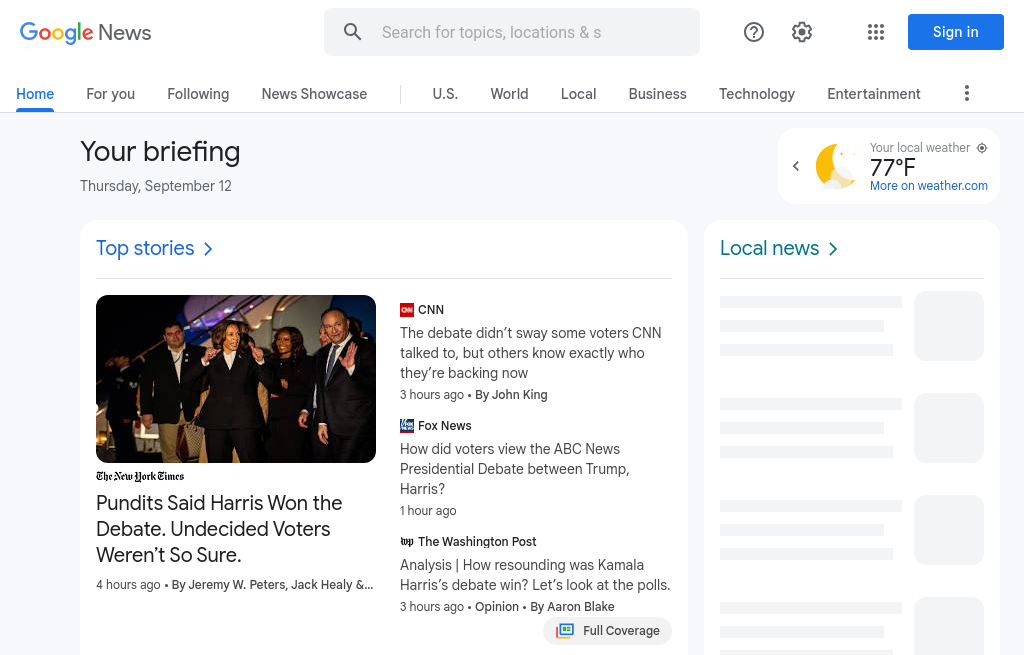 Google News
Search for topics, locations & s
Sign in
Home
For you
Following
News Showcase
U.S.
World
Local
Business
Technology
Entertainment
Your briefing
Thursday, September 12
Your local weather
77°F
More on weather.com
Top stories
The New York Times
Pundits Said Harris Won the
Debate. Undecided Voters
Weren’t So Sure.
4 hours ago • By Jeremy W. Peters, Jack Healy &…
CNN
The debate didn’t sway some voters CNN
talked to, but others know exactly who
they’re backing now
3 hours ago • By John King
Fox News
How did voters view the ABC News
Presidential Debate between Trump,
Harris?
1 hour ago
wp The Washington Post
Analysis | How resounding was Kamala
Harris’s debate win? Let’s look at the polls.
3 hours ago • Opinion • By Aaron Blake
Full Coverage
Local news